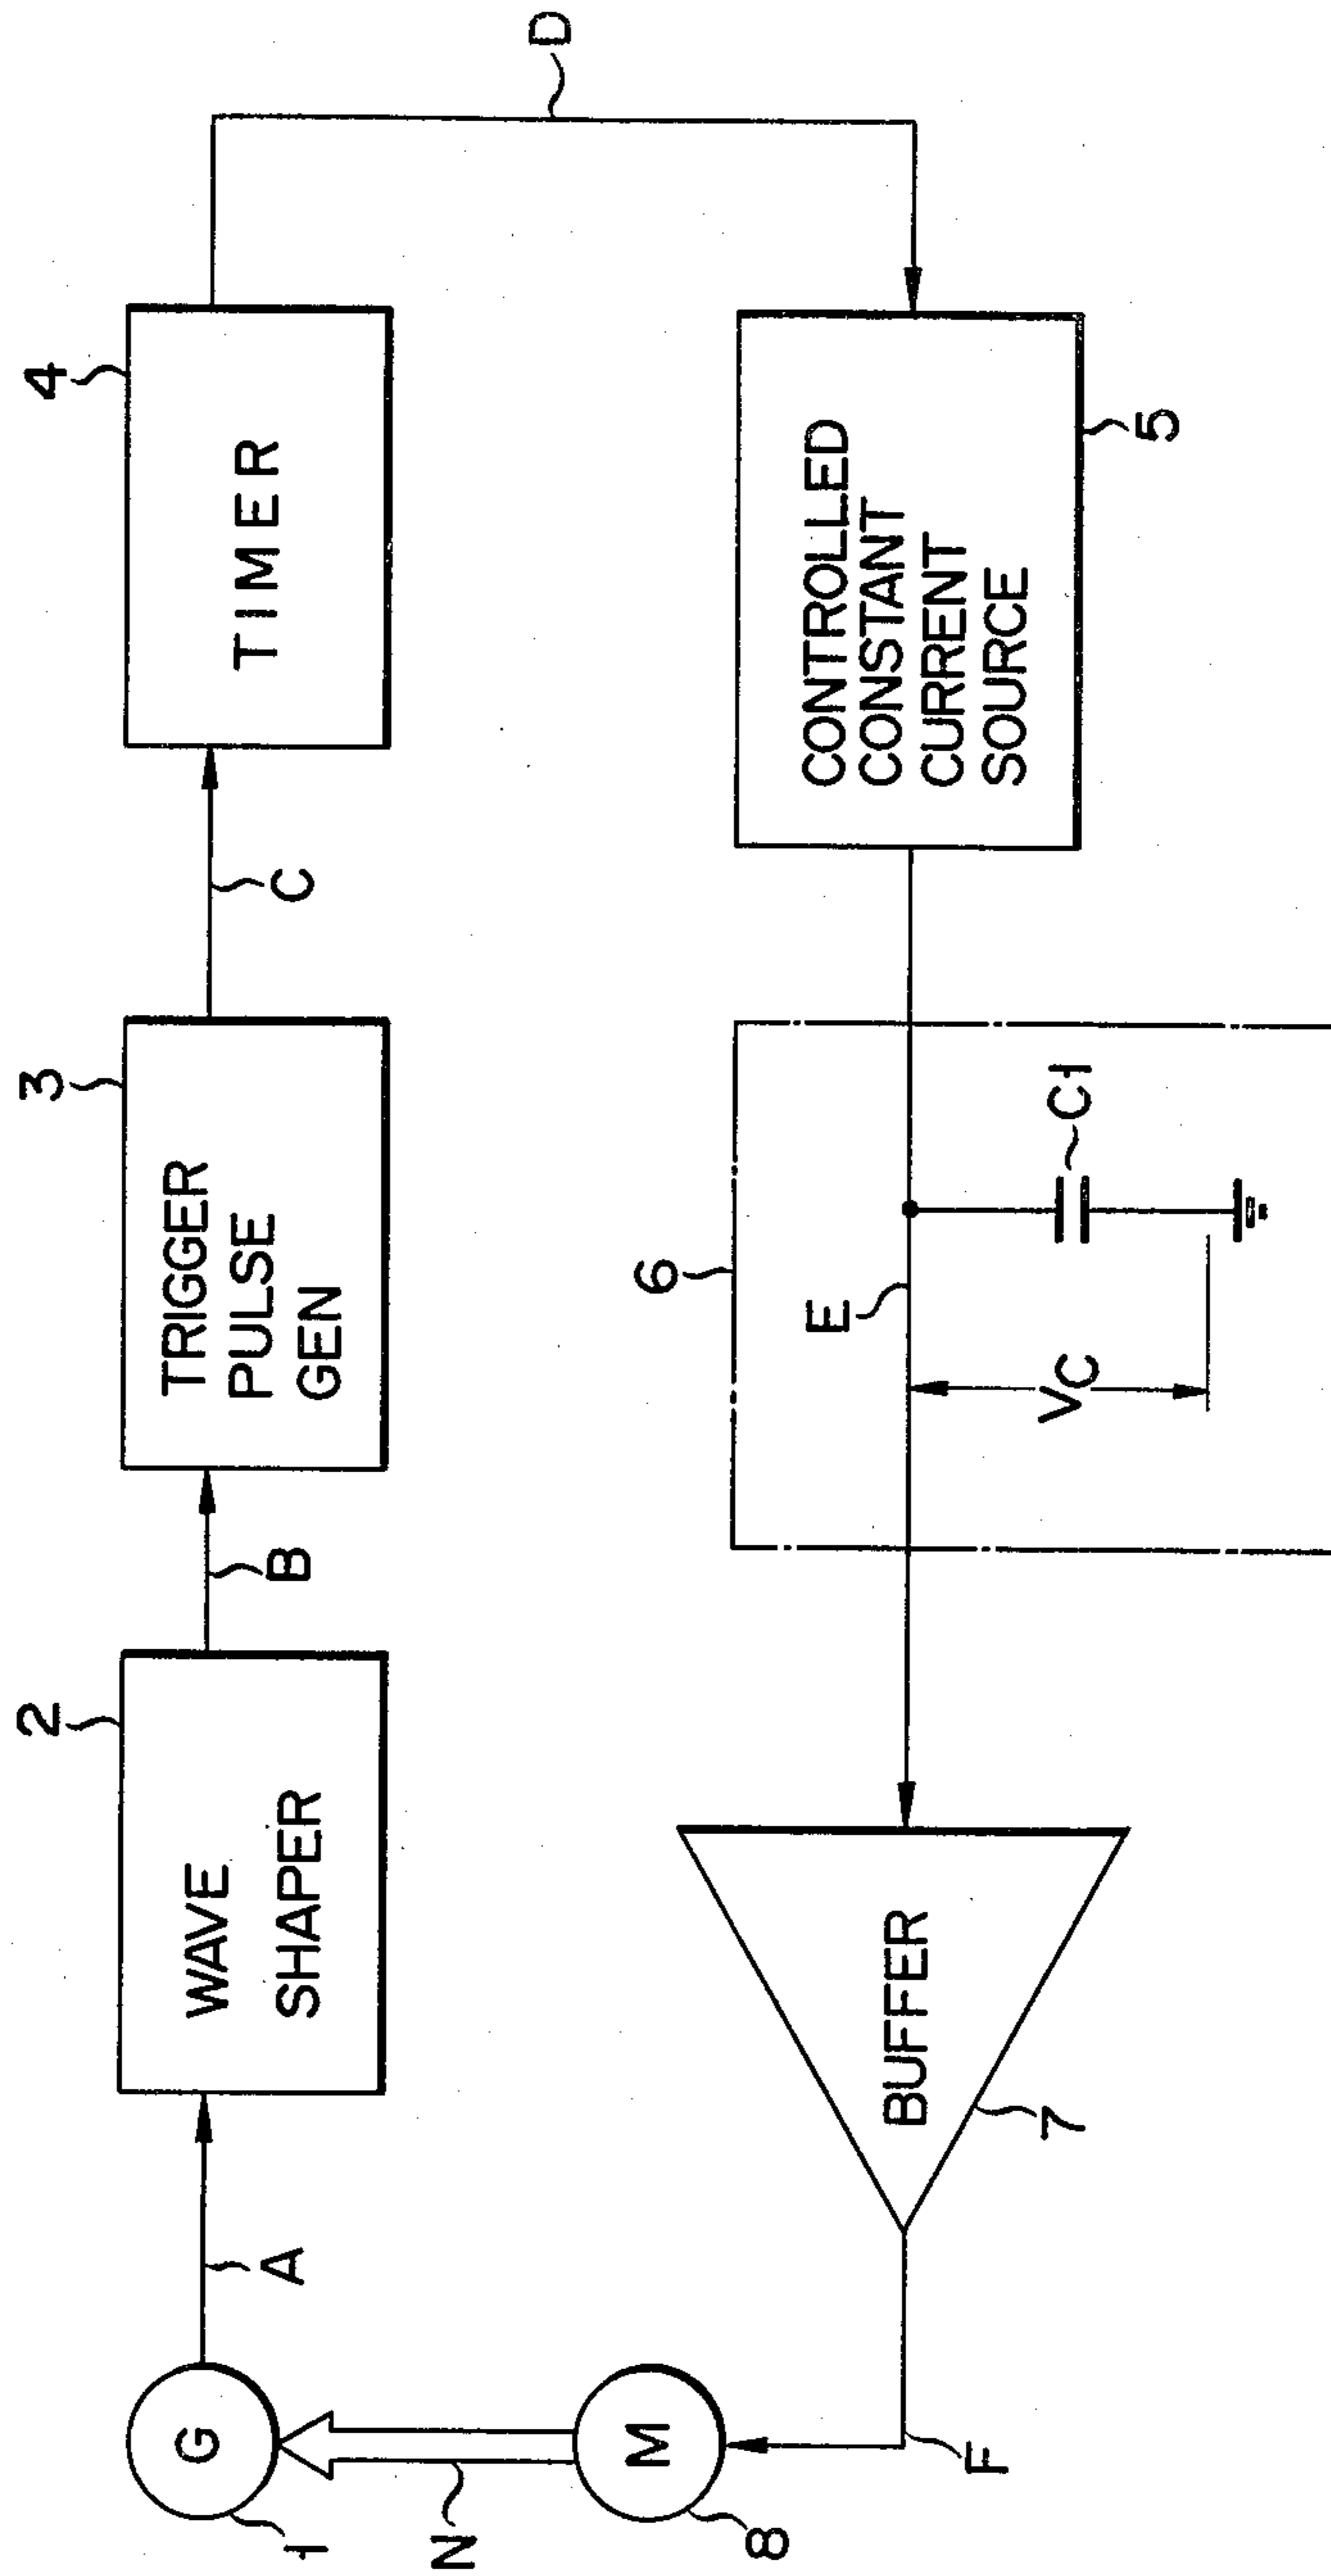 1
G
A
2
WAVE
SHAPER
B
3
TRIGGER
PULSE
GEN
C
4
TIMER
D
N
8
M
F
BUFFER
7
6
E
VC
C1
CONTROLLED
CONSTANT
CURRENT
SOURCE
5